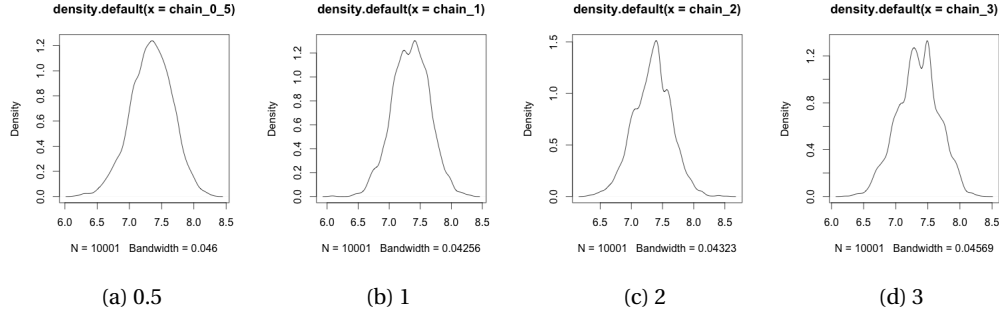 density.default(x = chain_0_5)
Density
0.0 0.2 0.4 0.6 0.8 1.0 1.2
6.0 6.5 7.0 7.5 8.0 8.5
N = 10001 Bandwidth = 0.046
(a) 0.5
density.default(x = chain_1)
Density
0.0 0.2 0.4 0.6 0.8 1.0 1.2
6.0 6.5 7.0 7.5 8.0 8.5
N = 10001 Bandwidth = 0.04256
(b) 1
density.default(x = chain_2)
Density
0.0 0.5 1.0 1.5
6.5 7.0 7.5 8.0 8.5
N = 10001 Bandwidth = 0.04323
(c) 2
density.default(x = chain_3)
Density
0.0 0.4 0.8 1.2
6.0 6.5 7.0 7.5 8.0 8.5
N = 10001 Bandwidth = 0.04569
(d) 3